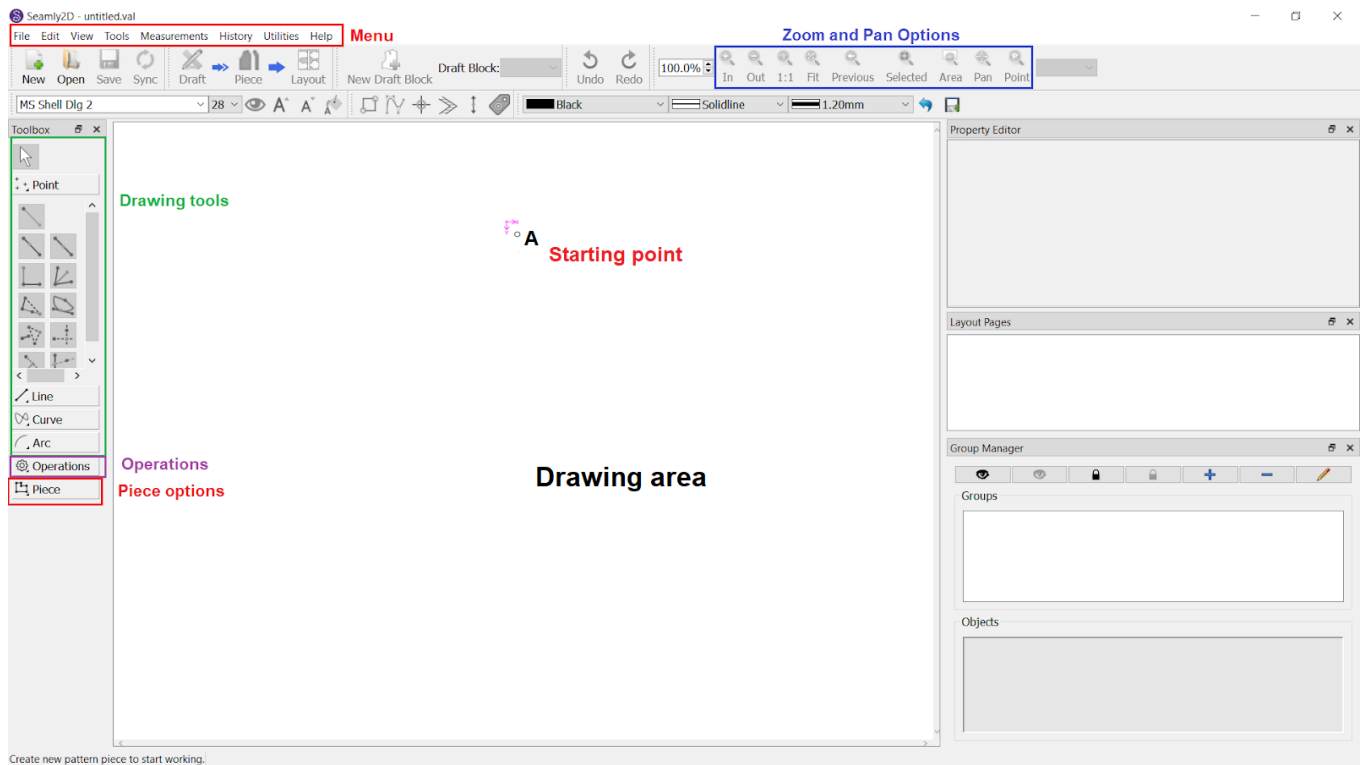 Seamly2D - untitled.val
File Edit View Tools Measurements History Utilities Help Menu
Zoom and Pan Options
New Open Save Sync Draft Piece Layout New Draft Block Draft Block: Undo Redo 100.0% In Out 1:1 Fit Previous Selected Area Pan Point
MS Shell Dlg 2 28 Black Solidline 1.20mm
Toolbox
Property Editor
Point
Drawing tools
A
Starting point
Layout Pages
Line
Curve
Arc
Group Manager
Operations
Operations
Piece
Piece options
Drawing area
Groups
Objects
Create new pattern piece to start working.